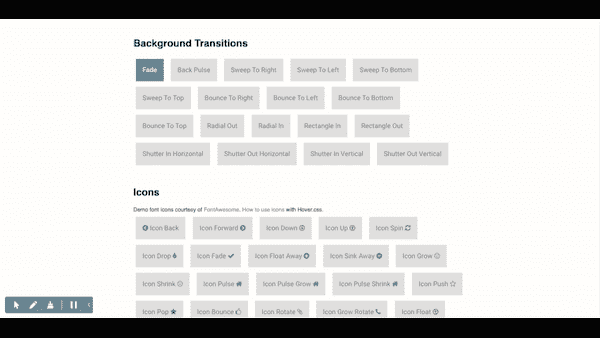 Background Transitions
Fade Back Pulse Sweep To Right Sweep To Left Sweep To Bottom
Sweep To Top Bounce To Right Bounce To Left Bounce To Bottom
Bounce To Top Radial Out Radial In Rectangle In Rectangle Out
Shutter In Horizontal Shutter Out Horizontal Shutter In Vertical Shutter Out Vertical
Icons
Demo font icons courtesy of FontAwesome. How to use icons with Hover.css.
Icon Back Icon Forward Icon Down Icon Up Icon Spin
Icon Drop Icon Fade Icon Float Away Icon Sink Away Icon Grow
Icon Shrink Icon Pulse Icon Pulse Grow Icon Pulse Shrink Icon Push
Icon Pop Icon Bounce Icon Rotate Icon Grow Rotate Icon Float